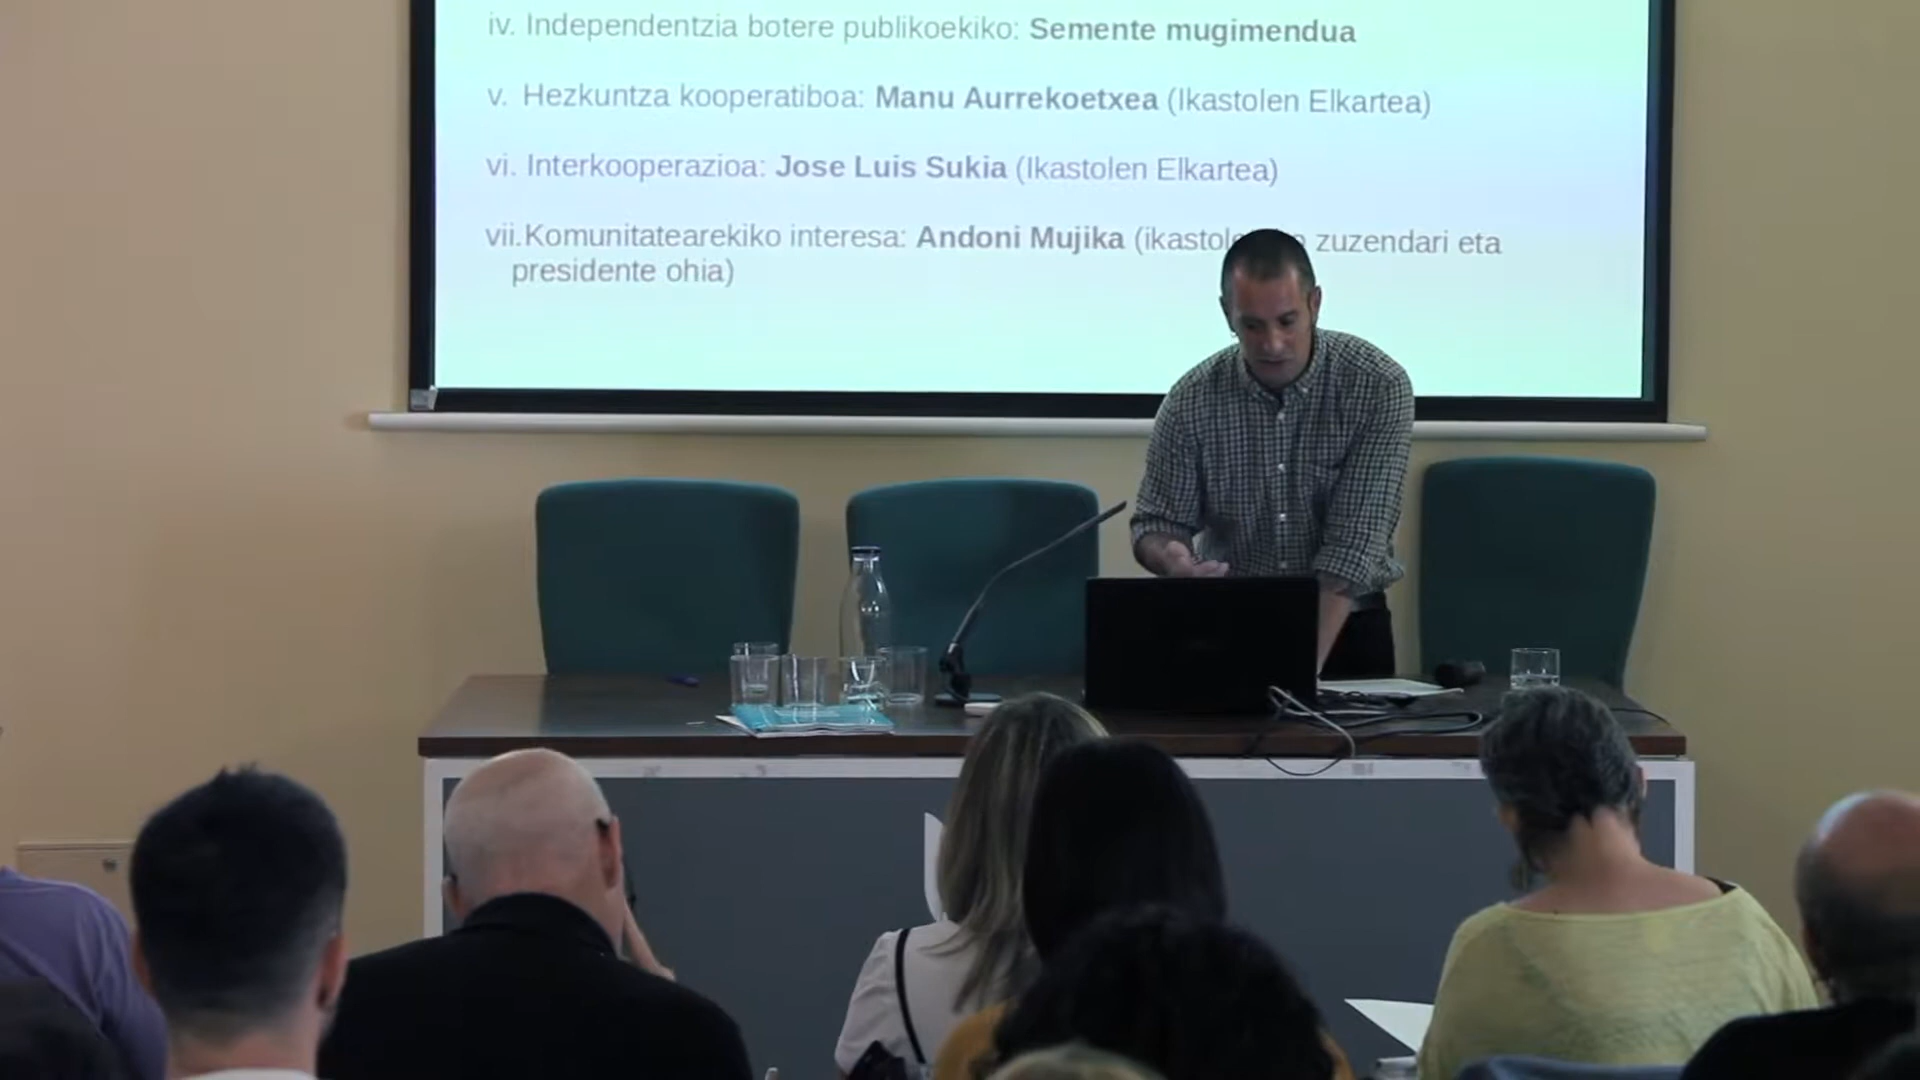 iv. Independentzia botere publikoekiko: Semente mugimendua
v. Hezkuntza kooperatiboa: Manu Aurrekoetxea (Ikastolen Elkartea)
vi. Interkooperazioa: Jose Luis Sukia (Ikastolen Elkartea)
vii. Komunitatearekiko interesa: Andoni Mujika ( zuzendari eta
presidente ohia)